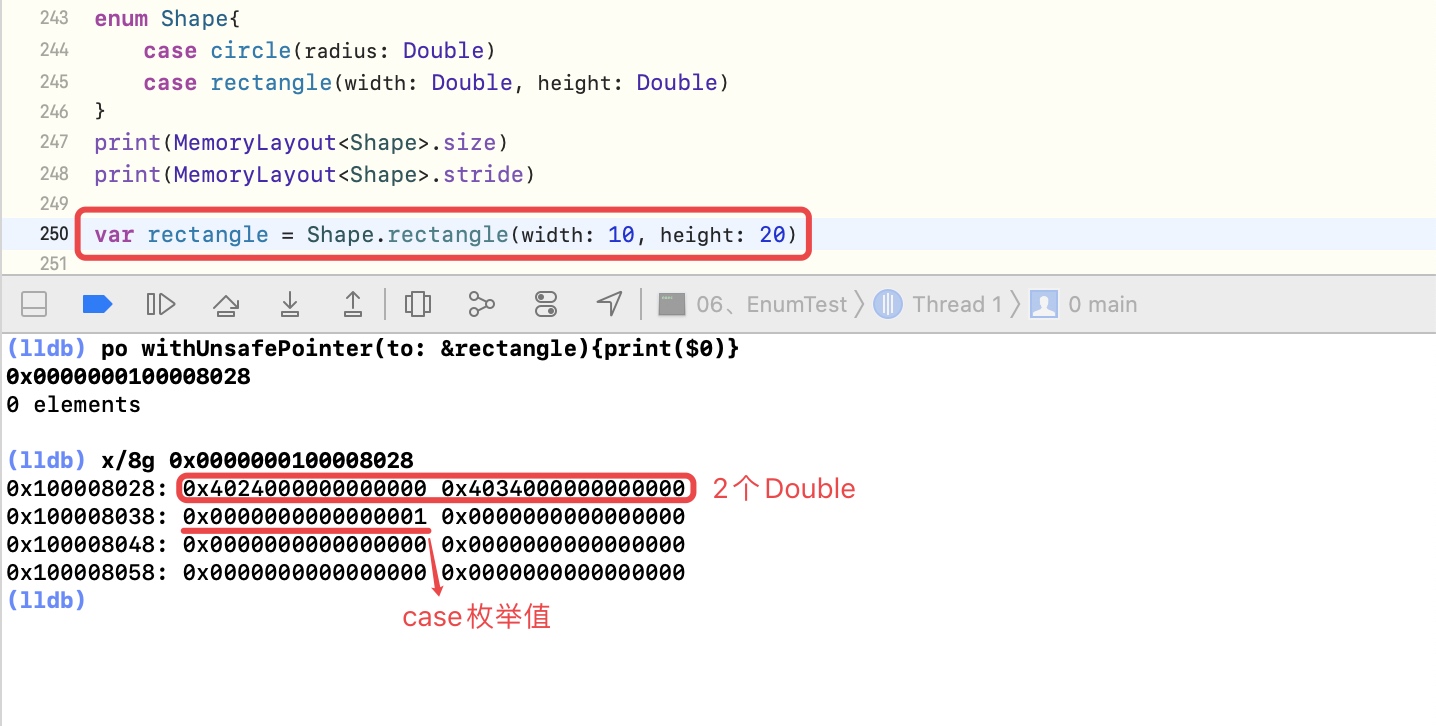 243 enum Shape{
244 case circle(radius: Double)
245 case rectangle(width: Double, height: Double)
246 }
247 print(MemoryLayout<Shape>.size)
248 print(MemoryLayout<Shape>.stride)
249
250 var rectangle = Shape.rectangle(width: 10, height: 20)
251
06、EnumTest Thread 1 0 main
(lldb) po withUnsafePointer(to: &rectangle){print($0)}
0x0000000100008028
0 elements
(lldb) x/8g 0x0000000100008028
0x100008028: 0x4024000000000000 0x4034000000000000 2个Double
0x100008038: 0x0000000000000001 0x0000000000000000
0x100008048: 0x0000000000000000 0x0000000000000000
0x100008058: 0x0000000000000000 0x0000000000000000
(lldb)
case枚举值